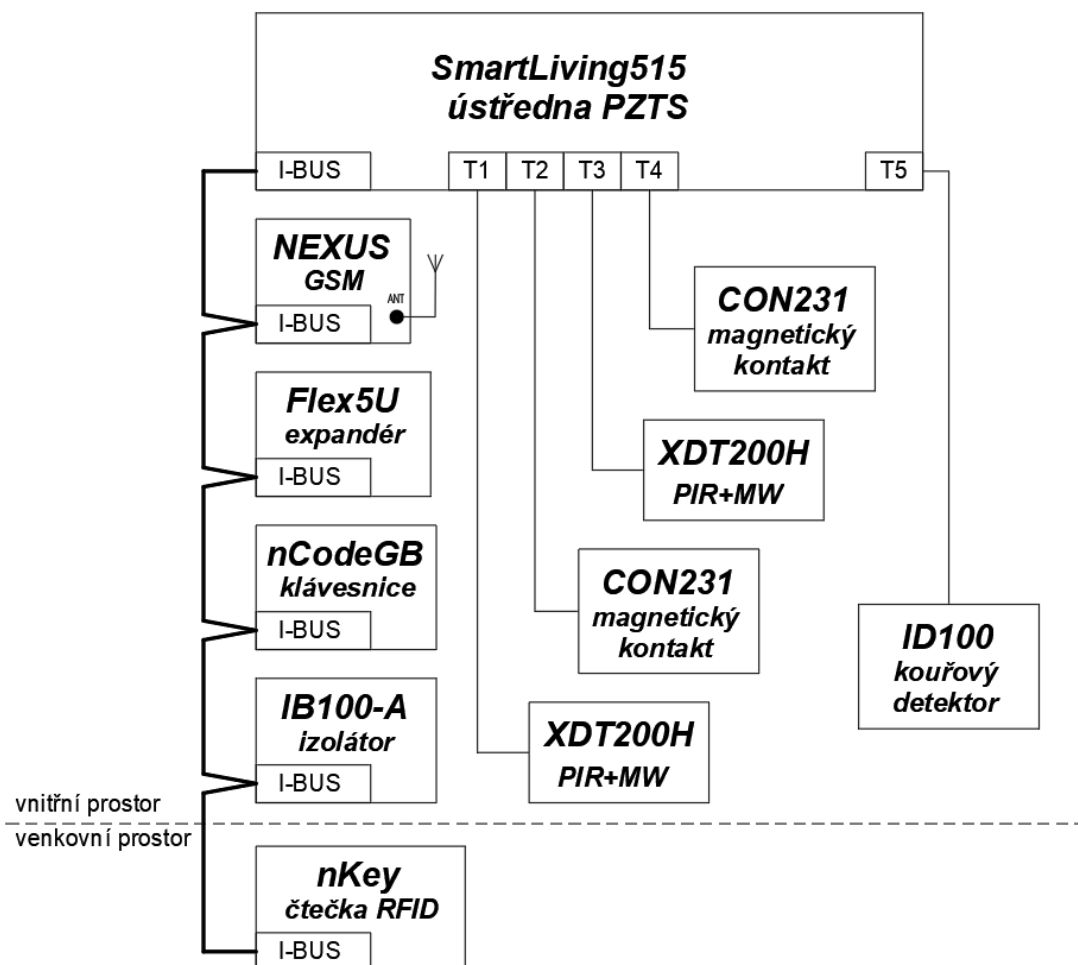 SmartLiving515
ústředna PZTS
I-BUS
T1
T2
T3
T4
T5
NEXUS
GSM
ANT
I-BUS
CON231
magnetický
kontakt
Flex5U
expandér
I-BUS
XDT200H
PIR+MW
nCodeGB
klávesnice
I-BUS
CON231
magnetický
kontakt
ID100
kouřový
detektor
IB100-A
izolátor
I-BUS
XDT200H
PIR+MW
vnitřní prostor
venkovní prostor
nKey
čtečka RFID
I-BUS